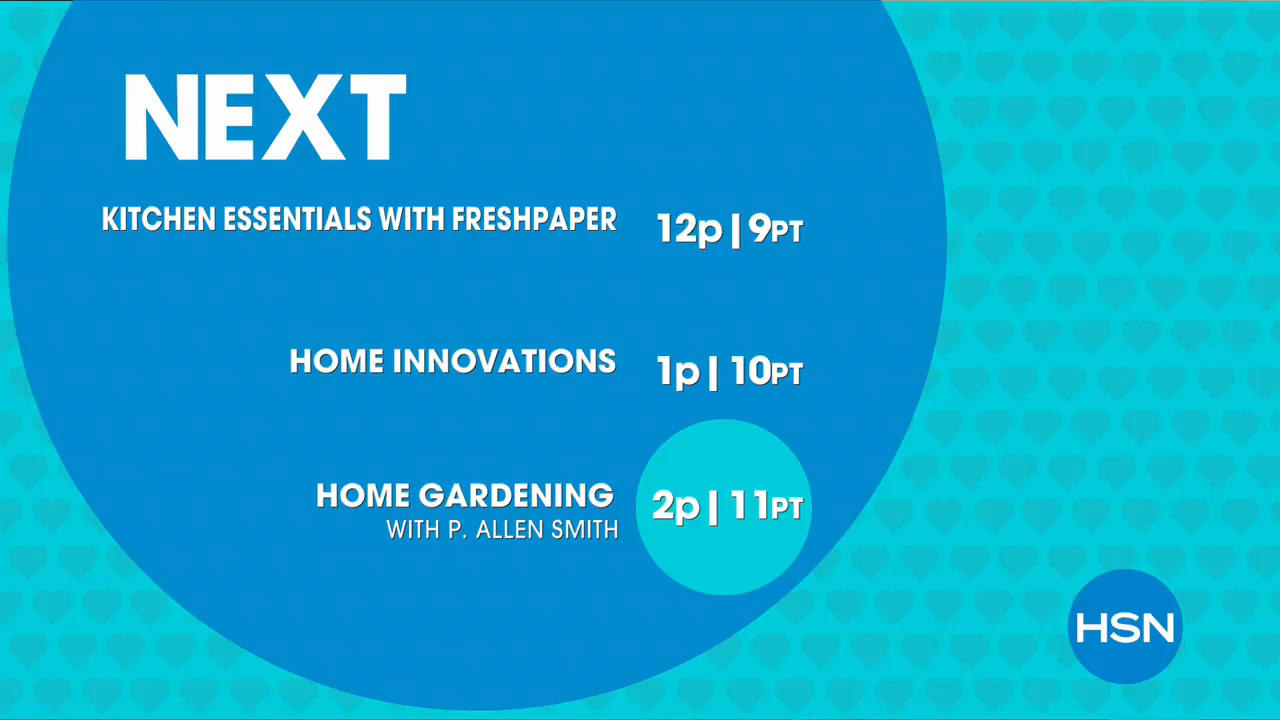 NEXT
KITCHEN ESSENTIALS WITH FRESHPAPER 12p | 9PT
HOME INNOVATIONS 1p | 10PT
HOME GARDENING 2p | 11PT
WITH P. ALLEN SMITH
HSN